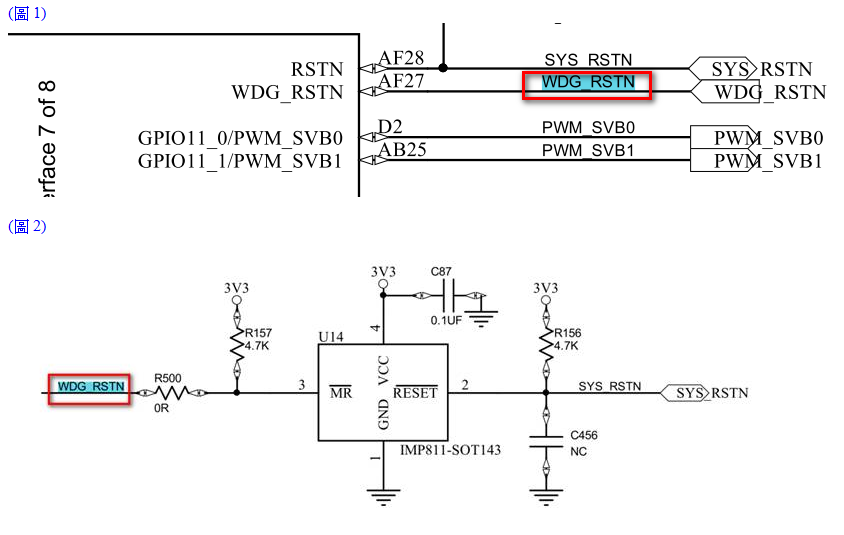 (圖 1)
RSTN AF28 SYS_RSTN SYS_RSTN
WDG_RSTN AF27 WDG_RSTN WDG_RSTN
GPIO11_0/PWM_SVB0 D2 PWM_SVB0 PWM_SVB0
GPIO11_1/PWM_SVB1 AB25 PWM_SVB1 PWM_SVB1
erface 7 of 8
(圖 2)
3V3
R157
4.7K
3V3
C87
0.1UF
3V3
R156
4.7K
U14
4
VCC
WDG_RSTN
R500
0R
3
MR
RESET
2
SYS_RSTN
SYS_RSTN
GND
1
IMP811-SOT143
C456
NC